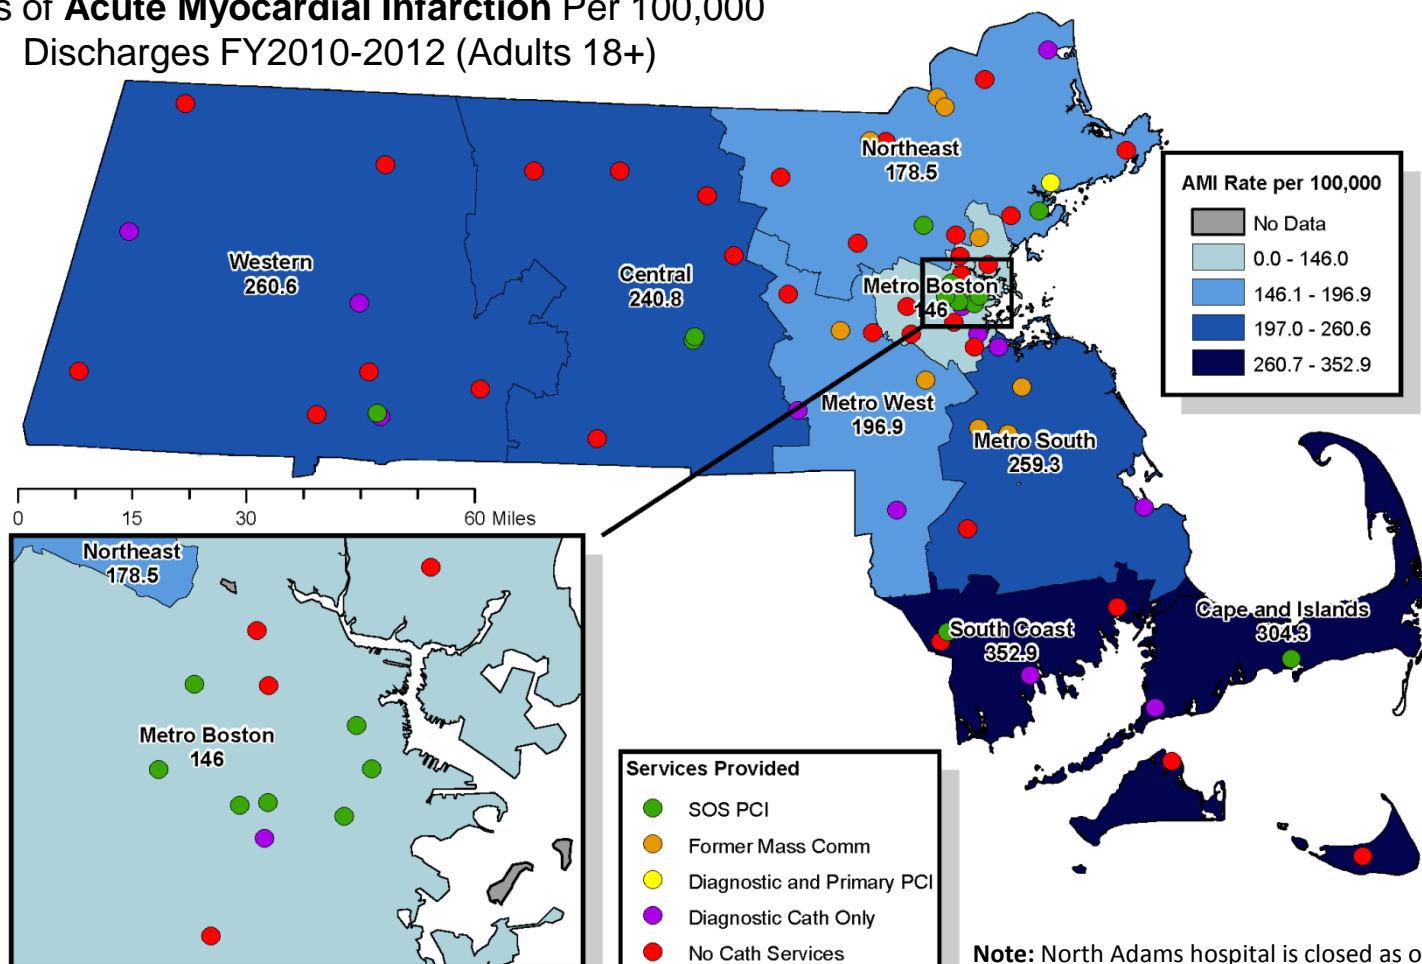 of Acute Myocardial Infarction Per 100,000
Discharges FY2010-2012 (Adults 18+)
Northeast
178.5
AMI Rate per 100,000
No Data
0.0 - 146.0
146.1 - 196.9
197.0 - 260.6
260.7 - 352.9
Western
260.6
Central
240.8
Metro Boston
146
Metro West
196.9
Metro South
259.3
0 15 30 60 Miles
Northeast
178.5
Metro Boston
146
South Coast
352.9
Cape and Islands
304.3
Services Provided
SOS PCI
Former Mass Comm
Diagnostic and Primary PCI
Diagnostic Cath Only
No Cath Services
Note: North Adams hospital is closed as